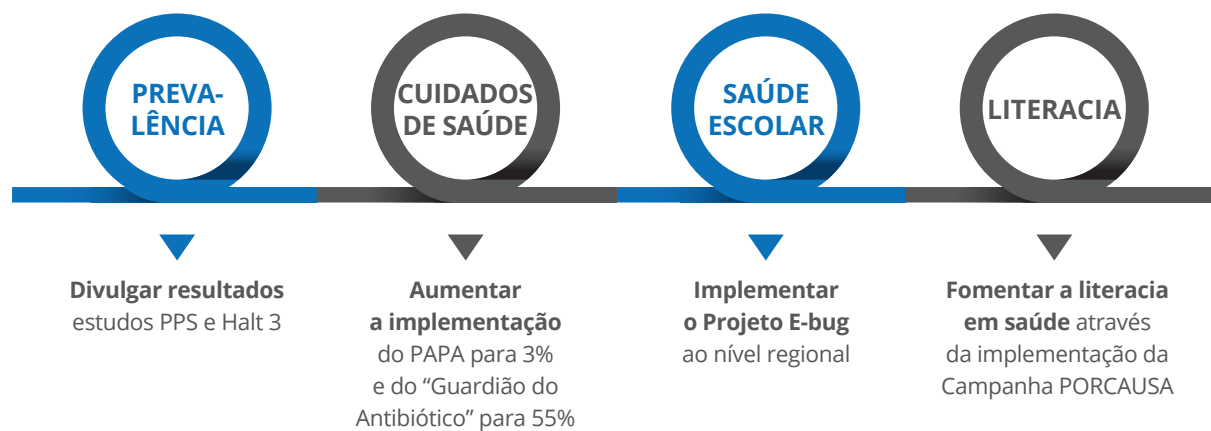 PREVA-
LÊNCIA
Divulgar resultados
estudos PPS e Halt 3
CUIDADOS
DE SAÚDE
Aumentar
a implementação
do PAPA para 3%
e do “Guardião do
Antibiótico” para 55%
SAÚDE
ESCOLAR
Implementar
o Projeto E-bug
ao nível regional
LITERACIA
Fomentar a literacia
em saúde através
da implementação da
Campanha PORCAUSA